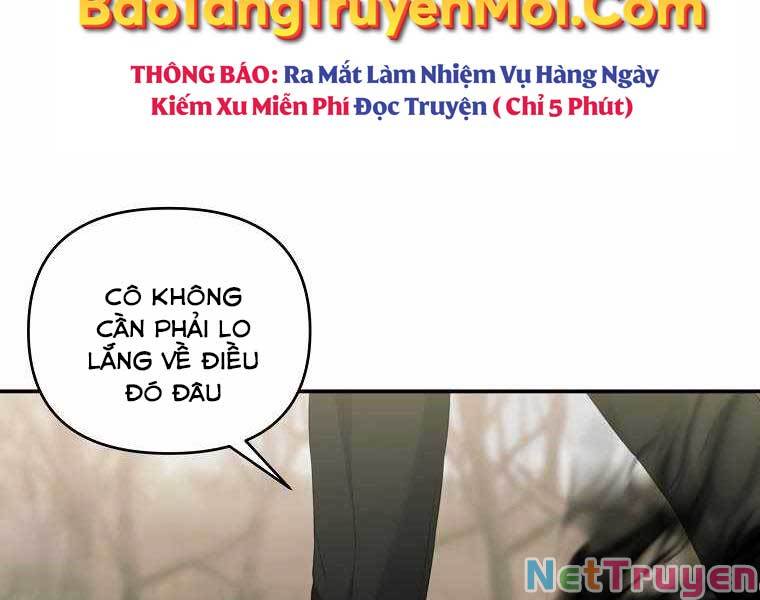 BaoTangTruyenMoi.Com
THÔNG BÁO: Ra Mắt Làm Nhiệm Vụ Hàng Ngày
Kiếm Xu Miễn Phí Đọc Truyện ( Chỉ 5 Phút)
CÔ KHÔNG
CẦN PHẢI LO
LẮNG VỀ ĐIỀU
ĐÓ ĐÂU
NetTruyen